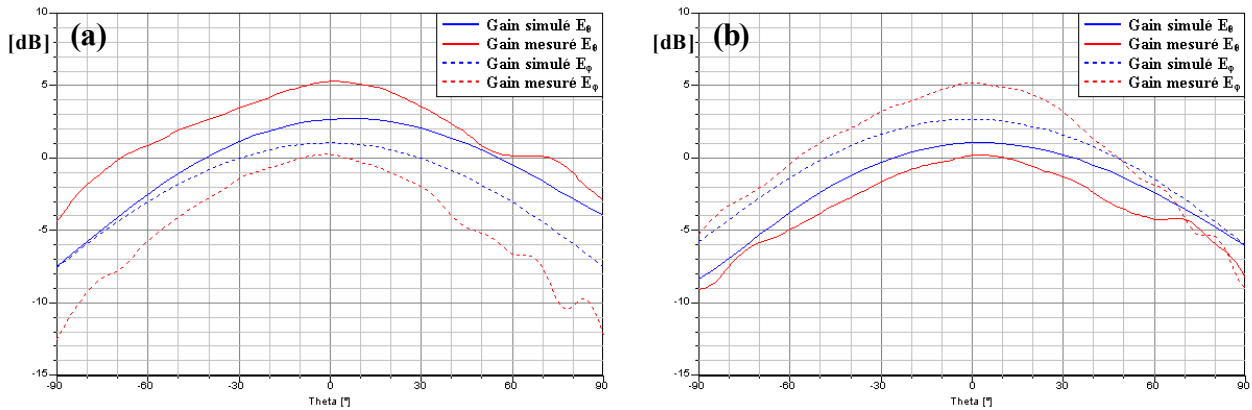 [dB]
(a)
10
5
0
-5
-10
-15
-90
-60
-30
0
30
60
90
Theta [°]
Gain simulé Eθ
Gain mesuré Eθ
Gain simulé Eφ
Gain mesuré Eφ
[dB]
(b)
10
5
0
-5
-10
-15
-90
-60
-30
0
30
60
90
Theta [°]
Gain simulé Eθ
Gain mesuré Eθ
Gain simulé Eφ
Gain mesuré Eφ